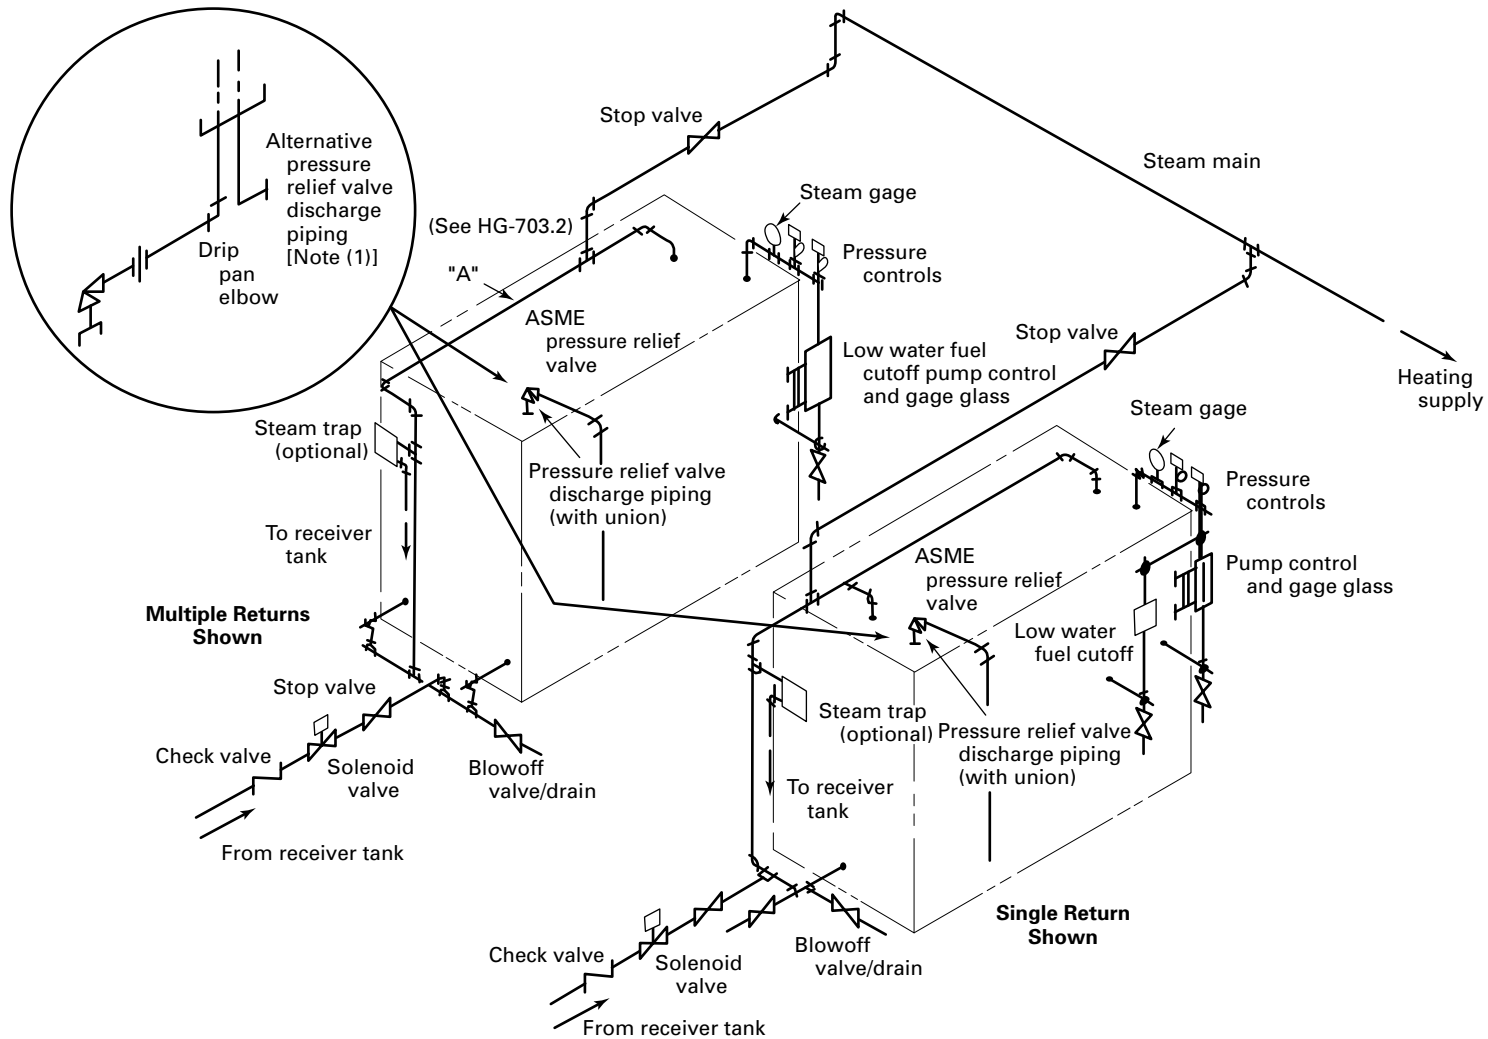 Stop valve
Steam main
Alternative
pressure
relief valve
discharge
piping
[Note (1)]
Drip
pan
elbow
(See HG-703.2)
"A"
Steam gage
Pressure
controls
ASME
pressure relief
valve
Low water fuel
cutoff pump control
and gage glass
Stop valve
Heating
supply
Steam trap
(optional)
Pressure relief valve
discharge piping
(with union)
To receiver
tank
Multiple Returns
Shown
Stop valve
Check valve
Solenoid
valve
Blowoff
valve/drain
From receiver tank
Steam gage
Pressure
controls
ASME
pressure relief
valve
Pump control
and gage glass
Low water
fuel cutoff
Steam trap
(optional)
Pressure relief valve
discharge piping
(with union)
To receiver
tank
Single Return
Shown
Check valve
Solenoid
valve
Blowoff
valve/drain
From receiver tank